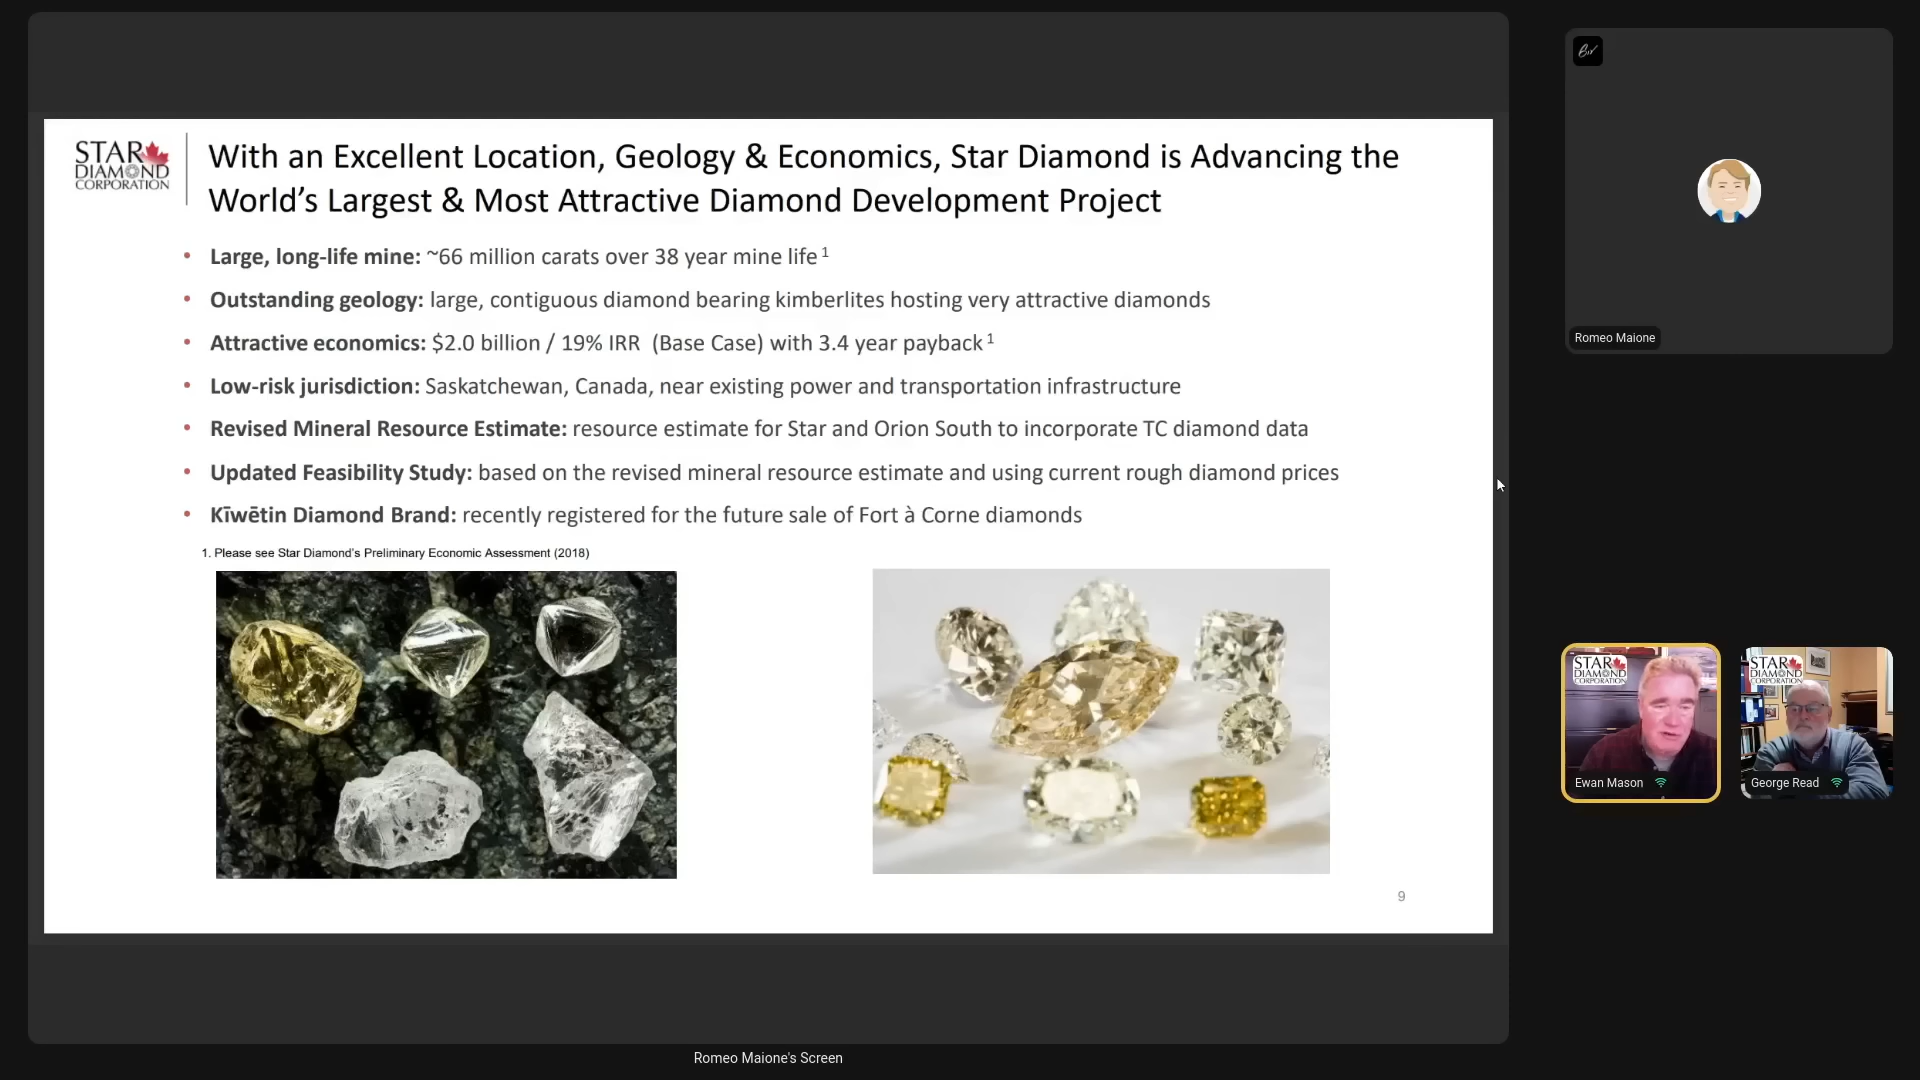 STAR
DIAMOND
CORPORATION
With an Excellent Location, Geology & Economics, Star Diamond is Advancing the
World's Largest & Most Attractive Diamond Development Project
• Large, long-life mine: ~66 million carats over 38 year mine life 1
• Outstanding geology: large, contiguous diamond bearing kimberlites hosting very attractive diamonds
• Attractive economics: $2.0 billion / 19% IRR (Base Case) with 3.4 year payback 1
• Low-risk jurisdiction: Saskatchewan, Canada, near existing power and transportation infrastructure
• Revised Mineral Resource Estimate: resource estimate for Star and Orion South to incorporate TC diamond data
• Updated Feasibility Study: based on the revised mineral resource estimate and using current rough diamond prices
• Kīwētin Diamond Brand: recently registered for the future sale of Fort à Corne diamonds
1. Please see Star Diamond's Preliminary Economic Assessment (2018)
9
Romeo Maione's Screen
Romeo Maione
STAR
DIAMOND
CORPORATION
Ewan Mason
STAR
DIAMOND
CORPORATION
George Read